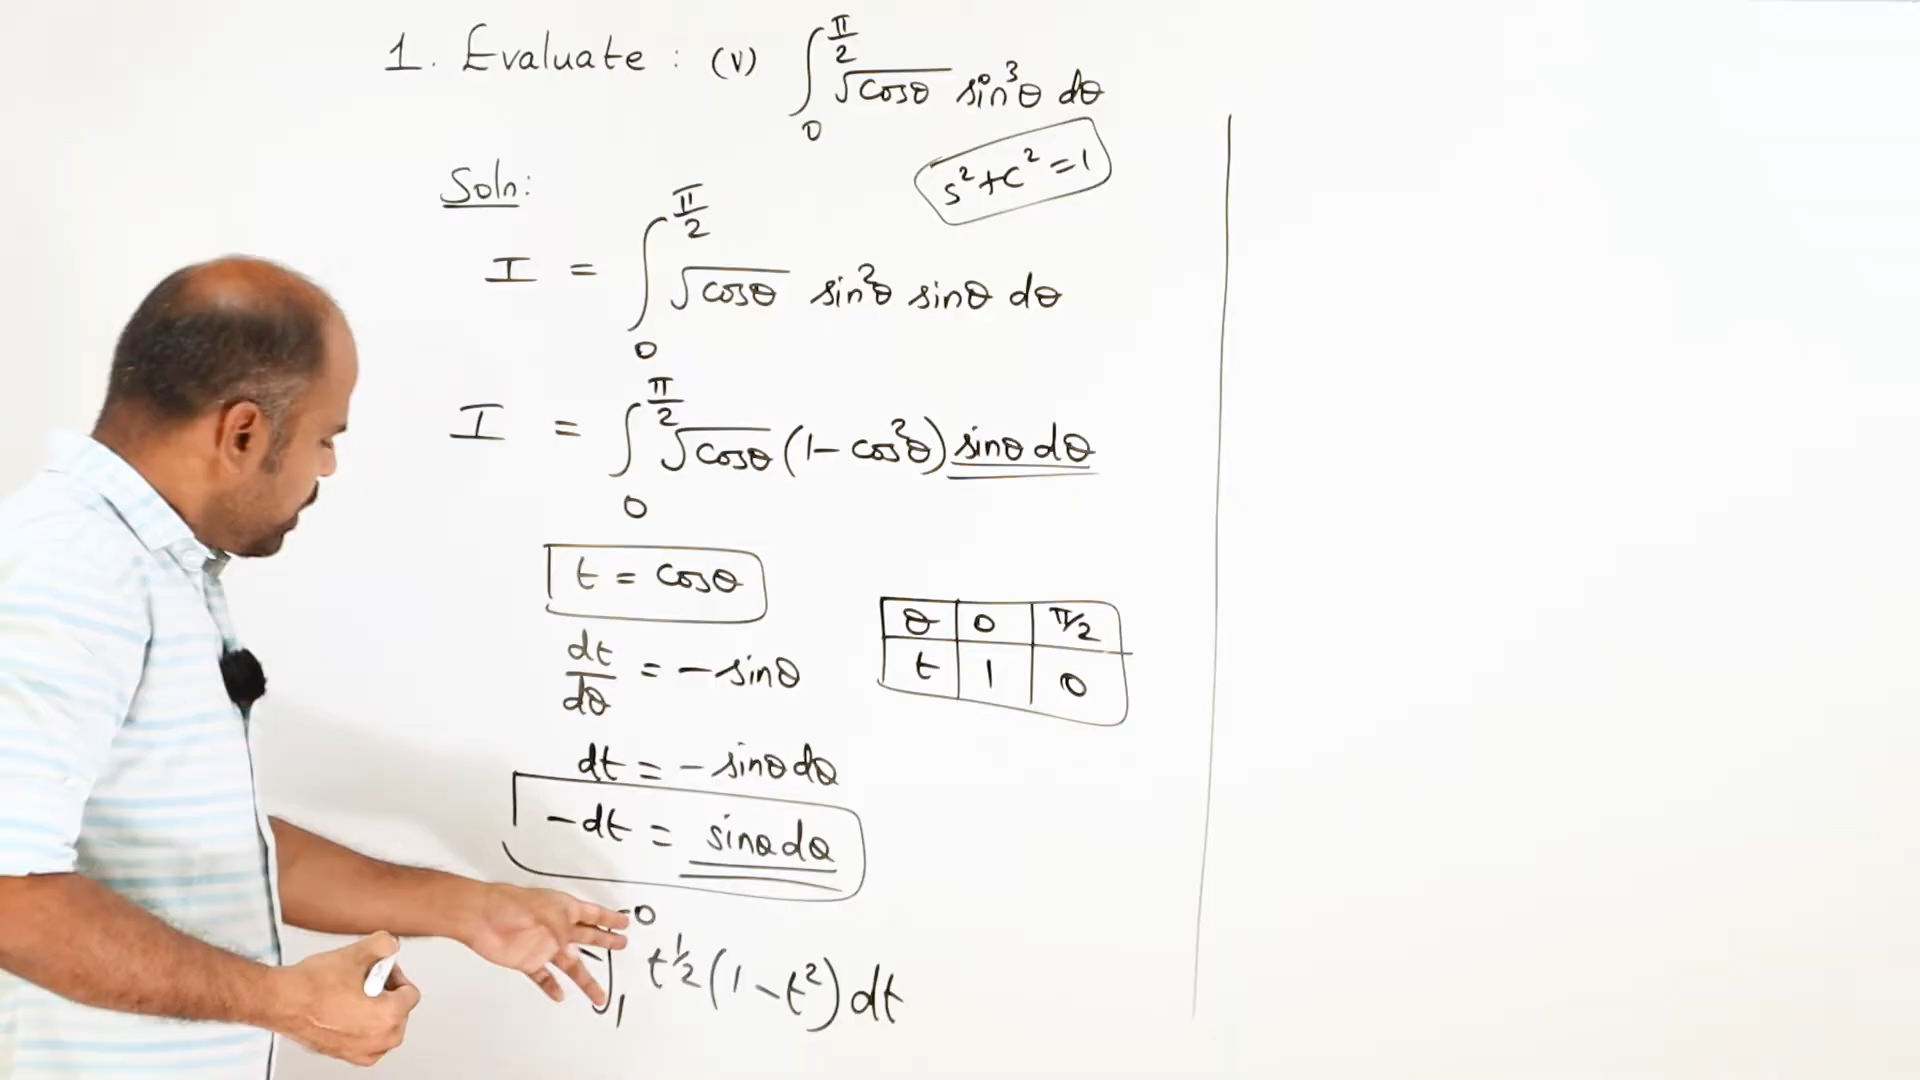 1. Evaluate : (v) ∫₀^(π/2) √cosθ sin³θ dθ
s² + c² = 1
Soln:
I = ∫₀^(π/2) √cosθ sin²θ sinθ dθ
I = ∫₀^(π/2) √cosθ (1 - cos²θ) sinθ dθ
t = cosθ
θ 0 π/2
t 1 0
dt/dθ = - sinθ
dt = - sinθ dθ
-dt = sinθ dθ
- ∫₁⁰ t^(1/2) (1 - t²) dt